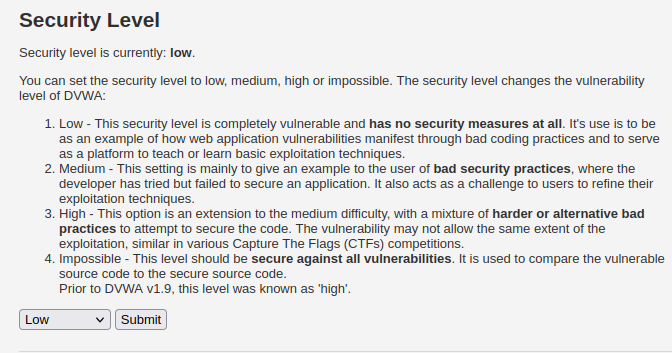 Security Level
Security level is currently: low.
You can set the security level to low, medium, high or impossible. The security level changes the vulnerability
level of DVWA:
1. Low - This security level is completely vulnerable and has no security measures at all. It's use is to be
as an example of how web application vulnerabilities manifest through bad coding practices and to serve
as a platform to teach or learn basic exploitation techniques.
2. Medium - This setting is mainly to give an example to the user of bad security practices, where the
developer has tried but failed to secure an application. It also acts as a challenge to users to refine their
exploitation techniques.
3. High - This option is an extension to the medium difficulty, with a mixture of harder or alternative bad
practices to attempt to secure the code. The vulnerability may not allow the same extent of the
exploitation, similar in various Capture The Flags (CTFs) competitions.
4. Impossible - This level should be secure against all vulnerabilities. It is used to compare the vulnerable
source code to the secure source code.
Prior to DVWA v1.9, this level was known as 'high'.
Low Submit